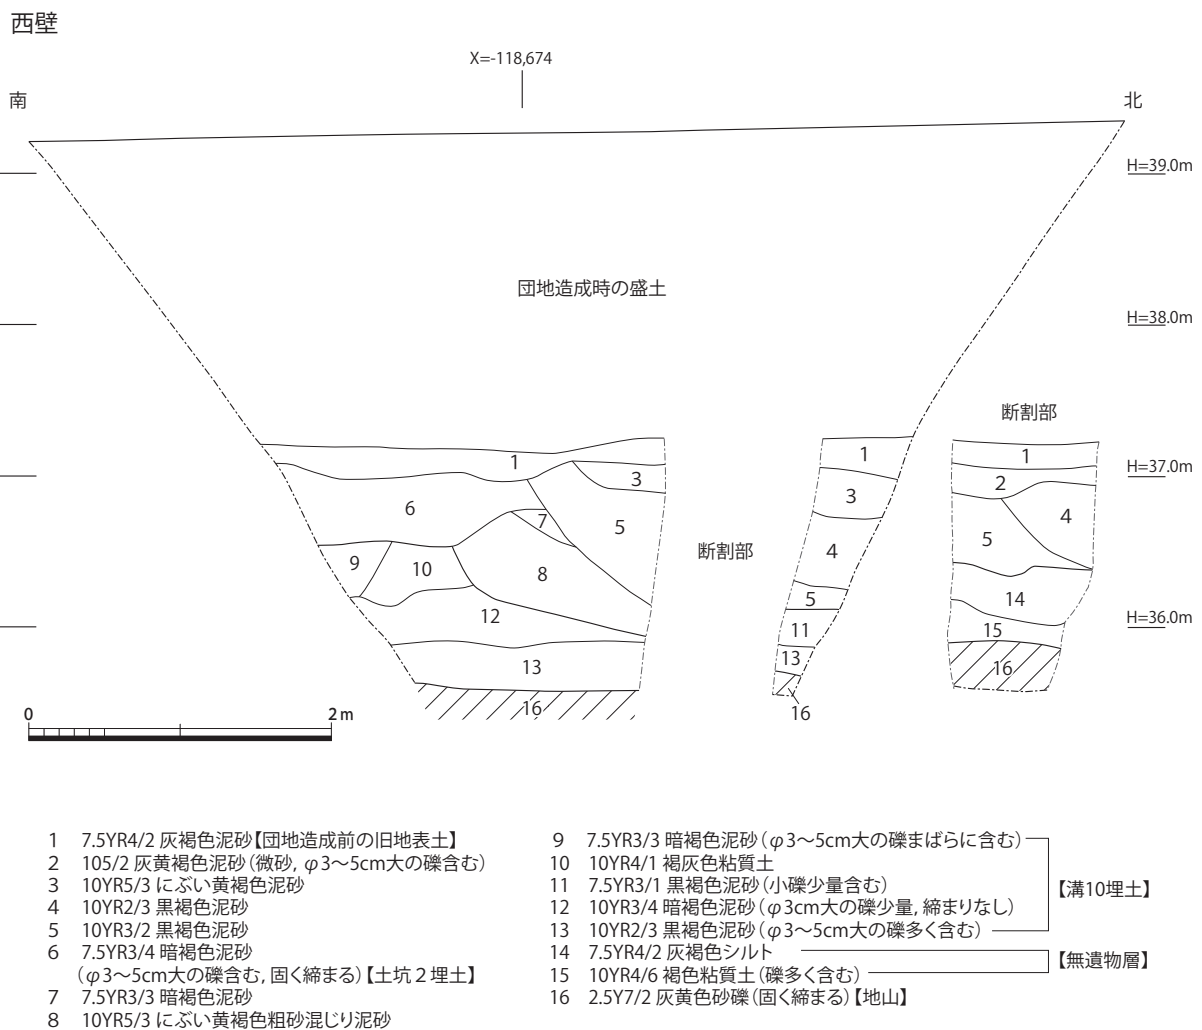 西壁
X=-118,674
南
北
H=39.0m
団地造成時の盛土
H=38.0m
断割部
1
1
1
H=37.0m
3
2
6
3
7
5
4
5
断割部
4
9
10
8
5
14
12
11
H=36.0m
15
13
13
16
16
16
0
2m
1 7.5YR4/2 灰褐色泥砂【団地造成前の旧地表土】
2 105/2 灰黄褐色泥砂(微砂, φ3〜5cm大の礫含む)
3 10YR5/3 にぶい黄褐色泥砂
4 10YR2/3 黒褐色泥砂
5 10YR3/2 黒褐色泥砂
6 7.5YR3/4 暗褐色泥砂
(φ3〜5cm大の礫含む, 固く締まる)【土坑2埋土】
7 7.5YR3/3 暗褐色泥砂
8 10YR5/3 にぶい黄褐色粗砂混じり泥砂
9 7.5YR3/3 暗褐色泥砂(φ3〜5cm大の礫まばらに含む)
10 10YR4/1 褐灰色粘質土
11 7.5YR3/1 黒褐色泥砂(小礫少量含む)
12 10YR3/4 暗褐色泥砂(φ3cm大の礫少量, 締まりなし)
13 10YR2/3 黒褐色泥砂(φ3〜5cm大の礫多く含む)
【溝10埋土】
14 7.5YR4/2 灰褐色シルト
15 10YR4/6 褐色粘質土(礫多く含む)
【無遺物層】
16 2.5Y7/2 灰黄色砂礫(固く締まる)【地山】